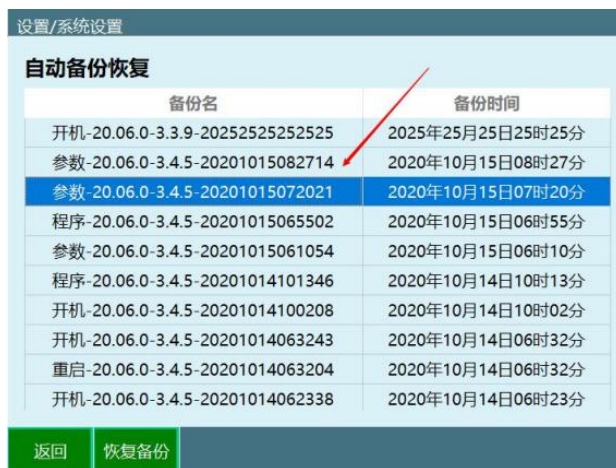 设置/系统设置
自动备份恢复
备份名 备份时间
开机-20.06.0-3.3.9-20252525252525 2025年25月25日25时25分
参数-20.06.0-3.4.5-20201015082714 2020年10月15日08时27分
参数-20.06.0-3.4.5-20201015072021 2020年10月15日07时20分
程序-20.06.0-3.4.5-20201015065502 2020年10月15日06时55分
参数-20.06.0-3.4.5-20201015061054 2020年10月15日06时10分
程序-20.06.0-3.4.5-20201014101346 2020年10月14日10时13分
开机-20.06.0-3.4.5-20201014100208 2020年10月14日10时02分
开机-20.06.0-3.4.5-20201014063243 2020年10月14日06时32分
重启-20.06.0-3.4.5-20201014063204 2020年10月14日06时32分
开机-20.06.0-3.4.5-20201014062338 2020年10月14日06时23分
返回 恢复备份